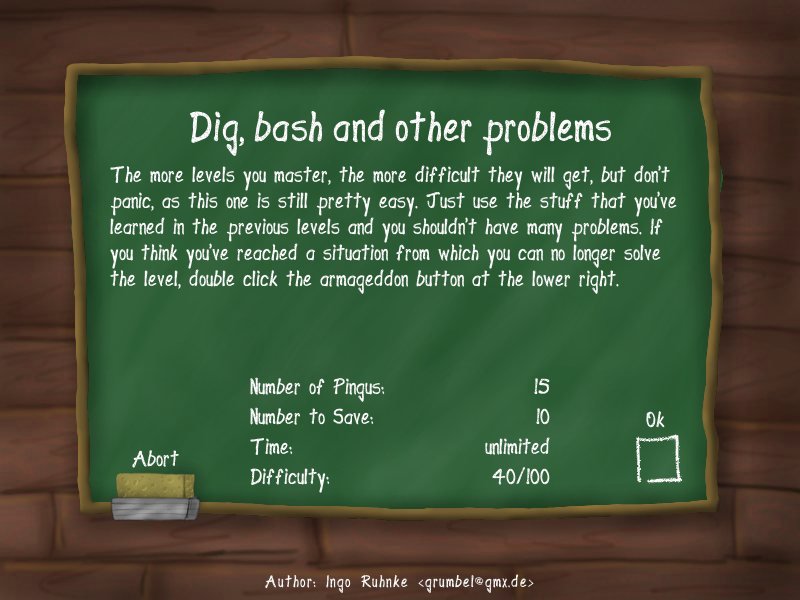 Dig, bash and other problems
The more levels you master, the more difficult they will get, but don't
panic, as this one is still pretty easy. Just use the stuff that you've
learned in the previous levels and you shouldn't have many problems. If
you think you've reached a situation from which you can no longer solve
the level, double click the armageddon button at the lower right.
Number of Pingus: 15
Number to Save: 10
Time: unlimited
Difficulty: 40/100
Ok
Abort
Author: Ingo Ruhnke <grumbel@gmx.de>